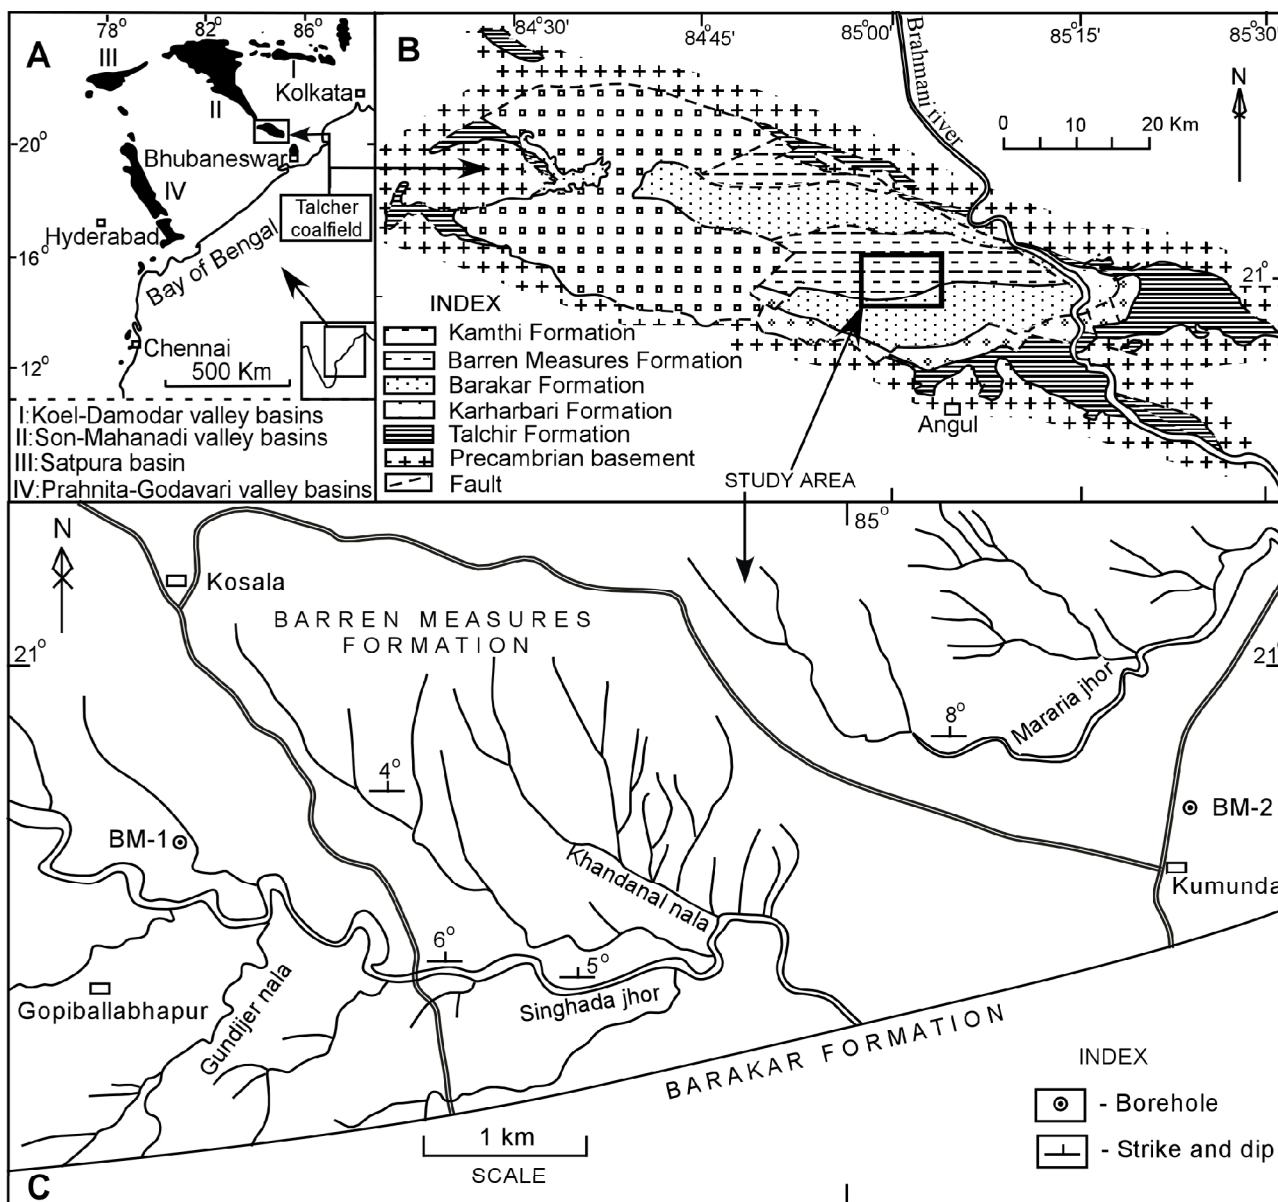 A
78°
82°
86°
III
I
II
Kolkata
20°
Bhubaneswar
IV
Talcher
coalfield
Hyderabad
16°
Bay of Bengal
Chennai
12°
500 Km
I:Koel-Damodar valley basins
II:Son-Mahanadi valley basins
III:Satpura basin
IV:Prahnita-Godavari valley basins
B
84°30'
84°45'
85°00'
85°15'
85°30'
Brahmani river
N
0 10 20 Km
21°
INDEX
Kamthi Formation
Barren Measures Formation
Barakar Formation
Karharbari Formation
Talchir Formation
Precambrian basement
Fault
Angul
STUDY AREA
85°
N
Kosala
BARREN MEASURES
FORMATION
21°
21°
Mararia jhor
8°
4°
BM-1
BM-2
Khandanal nala
Kumunda
6°
5°
Gopiballabhapur
Gundijer nala
Singhada jhor
BARAKAR FORMATION
INDEX
- Borehole
- Strike and dip
1 km
SCALE
C